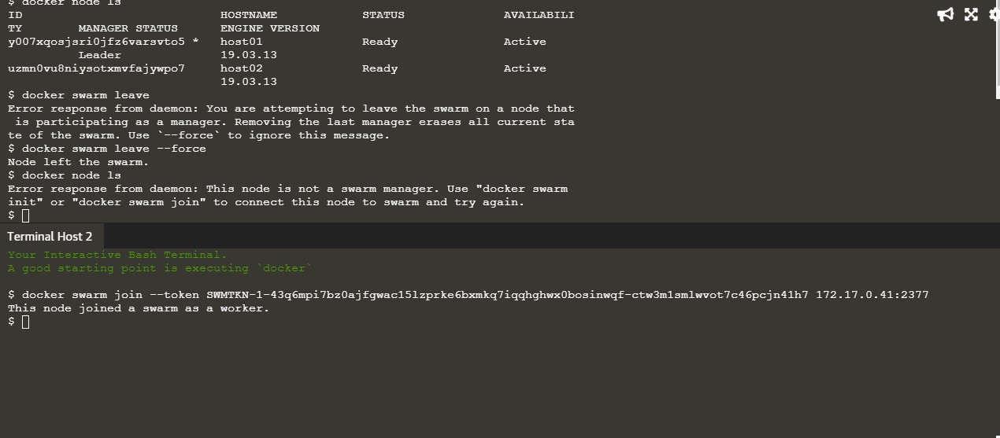 $ docker node ls
ID HOSTNAME STATUS AVAILABILI
TY MANAGER STATUS ENGINE VERSION
y007xqosjsri0jfz6varsvto5 * host01 Ready Active
Leader 19.03.13
uzmn0vu8niysotxmvfajywpo7 host02 Ready Active
19.03.13
$ docker swarm leave
Error response from daemon: You are attempting to leave the swarm on a node that
is participating as a manager. Removing the last manager erases all current sta
te of the swarm. Use `--force` to ignore this message.
$ docker swarm leave --force
Node left the swarm.
$ docker node ls
Error response from daemon: This node is not a swarm manager. Use "docker swarm
init" or "docker swarm join" to connect this node to swarm and try again.
$
Terminal Host 2
Your Interactive Bash Terminal.
A good starting point is executing `docker`
$ docker swarm join --token SWMTKN-1-43q6mpi7bz0ajfgwac15lzprke6bxmkq7iqqhghwx0bosinwqf-ctw3m1smlwvot7c46pcjn41h7 172.17.0.41:2377
This node joined a swarm as a worker.
$